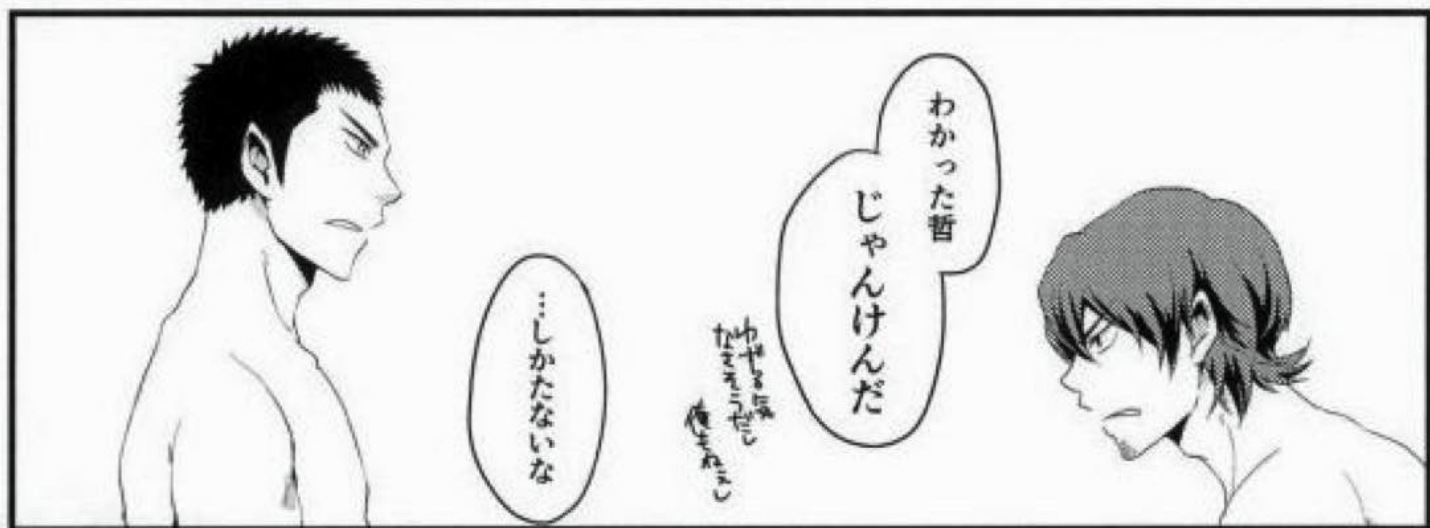 わかった哲
じゃんけんだ
ゆずる気
なさそうだし
俺もねぇし
…しかたないな